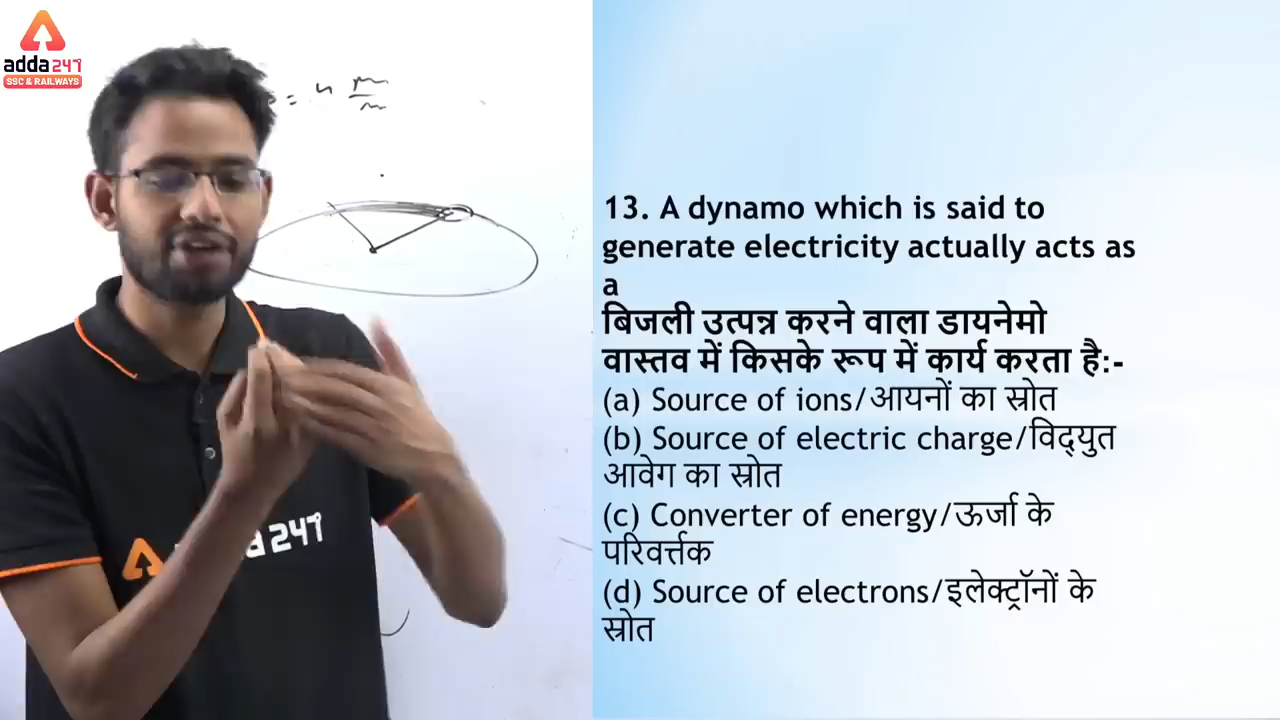 adda247
SSC & RAILWAYS
13. A dynamo which is said to
generate electricity actually acts as
a
बिजली उत्पन्न करने वाला डायनेमो
वास्तव में किसके रूप में कार्य करता है:-
(a) Source of ions/आयनों का स्रोत
(b) Source of electric charge/विद्युत
आवेग का स्रोत
(c) Converter of energy/ऊर्जा के
परिवर्त्तक
(d) Source of electrons/इलेक्ट्रॉनों के
स्रोत
247